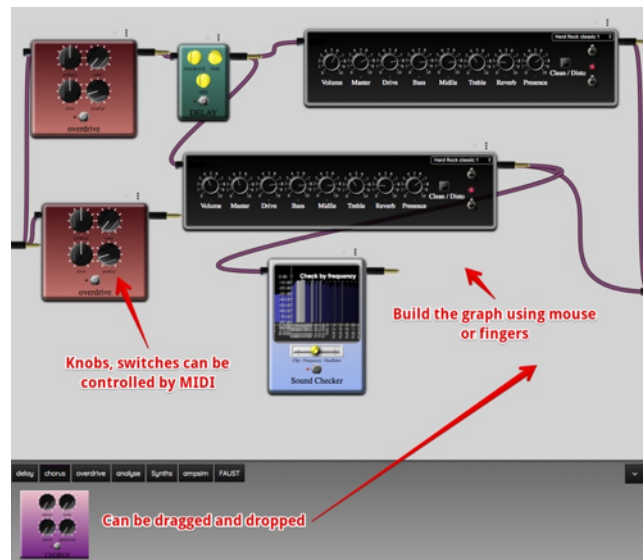 Hard Rock classic 1
Volume Master Drive Bass Middle Treble Reverb Presence
Clean / Disto
overdrive
DELAY
Hard Rock classic 1
Volume Master Drive Bass Middle Treble Reverb Presence
Clean / Disto
overdrive
Check by frequency
Build the graph using mouse
or fingers
Knobs, switches can be
controlled by MIDI
Sound Checker
delay chorus overdrive analyse Synths ampsim FAUST
Can be dragged and dropped
CHORUS